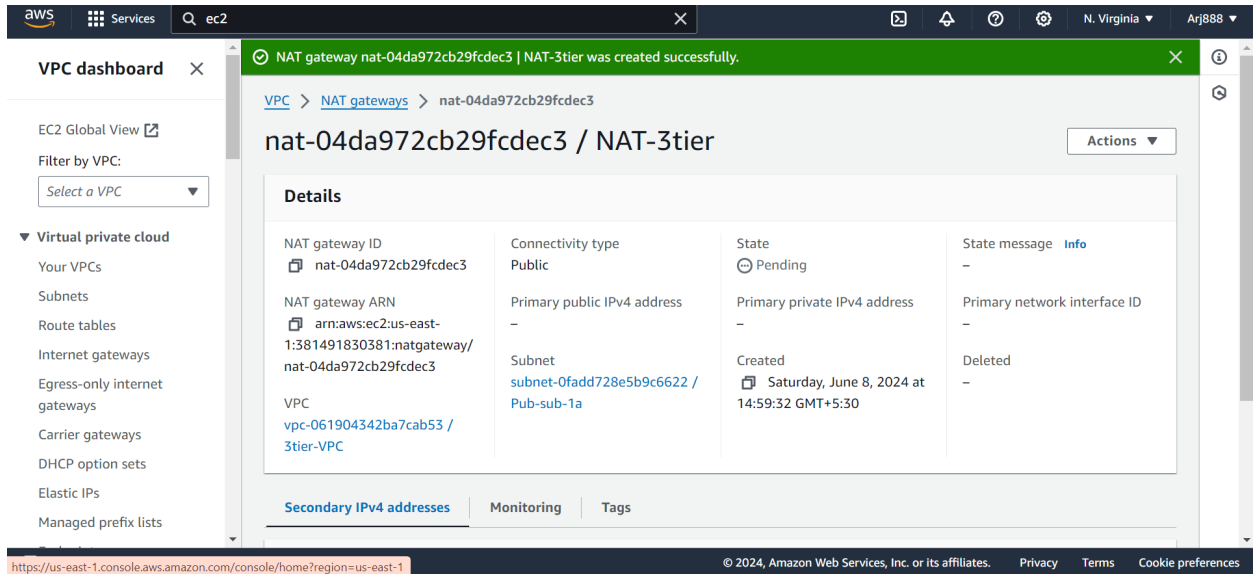 aws
Services
ec2
N. Virginia
Arj888
VPC dashboard
EC2 Global View
Filter by VPC:
Select a VPC
Virtual private cloud
Your VPCs
Subnets
Route tables
Internet gateways
Egress-only internet
gateways
Carrier gateways
DHCP option sets
Elastic IPs
Managed prefix lists
NAT gateway nat-04da972cb29fcdec3 | NAT-3tier was created successfully.
VPC > NAT gateways > nat-04da972cb29fcdec3
nat-04da972cb29fcdec3 / NAT-3tier
Actions
Details
NAT gateway ID
nat-04da972cb29fcdec3
NAT gateway ARN
arn:aws:ec2:us-east-
1:381491830381:natgateway/
nat-04da972cb29fcdec3
VPC
vpc-061904342ba7cab53 /
3tier-VPC
Connectivity type
Public
Primary public IPv4 address
–
Subnet
subnet-0fadd728e5b9c6622 /
Pub-sub-1a
State
Pending
Primary private IPv4 address
–
Created
Saturday, June 8, 2024 at
14:59:32 GMT+5:30
State message Info
–
Primary network interface ID
–
Deleted
–
Secondary IPv4 addresses
Monitoring
Tags
https://us-east-1.console.aws.amazon.com/console/home?region=us-east-1
© 2024, Amazon Web Services, Inc. or its affiliates.
Privacy
Terms
Cookie preferences